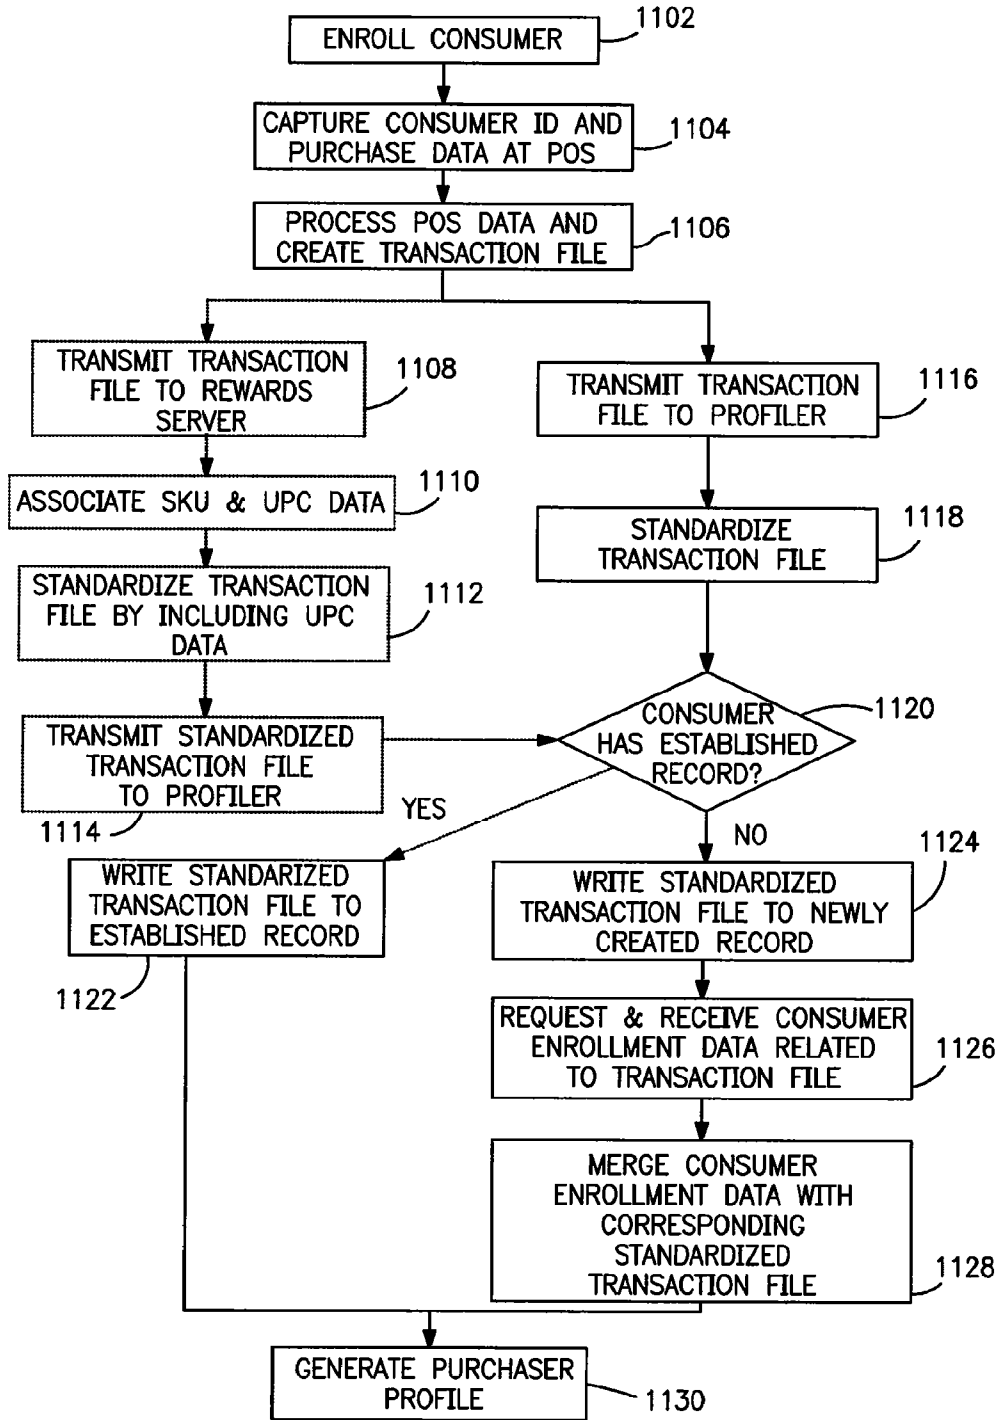 ENROLL CONSUMER
1102
CAPTURE CONSUMER ID AND
PURCHASE DATA AT POS
1104
PROCESS POS DATA AND
CREATE TRANSACTION FILE
1106
TRANSMIT TRANSACTION
FILE TO REWARDS
SERVER
1108
TRANSMIT TRANSACTION
FILE TO PROFILER
1116
ASSOCIATE SKU & UPC DATA
1110
STANDARDIZE
TRANSACTION FILE
1118
STANDARDIZE TRANSACTION
FILE BY INCLUDING UPC
DATA
1112
TRANSMIT STANDARDIZED
TRANSACTION FILE
TO PROFILER
1114
CONSUMER
HAS ESTABLISHED
RECORD?
1120
YES
NO
WRITE STANDARIZED
TRANSACTION FILE TO
ESTABLISHED RECORD
1122
WRITE STANDARDIZED
TRANSACTION FILE TO NEWLY
CREATED RECORD
1124
REQUEST & RECEIVE CONSUMER
ENROLLMENT DATA RELATED
TO TRANSACTION FILE
1126
MERGE CONSUMER
ENROLLMENT DATA WITH
CORRESPONDING
STANDARDIZED
TRANSACTION FILE
1128
GENERATE PURCHASER
PROFILE
1130